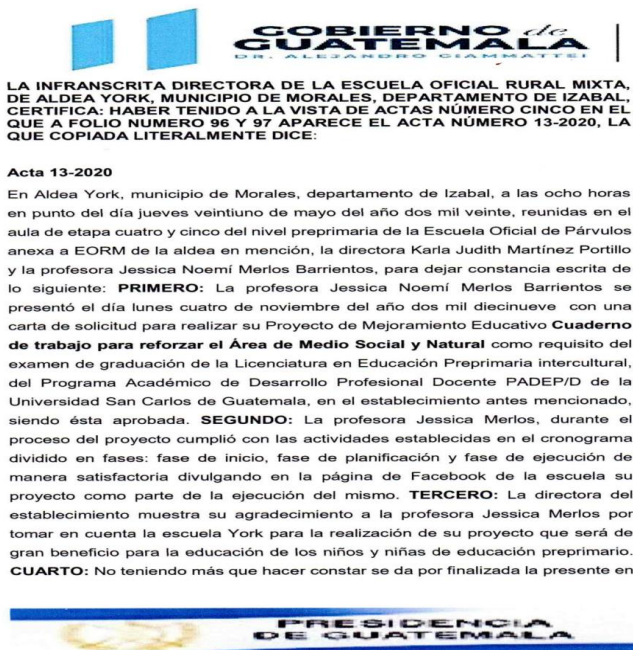 GOBIERNO de
GUATEMALA
DR. ALEJANDRO GIAMMATTEI
LA INFRANSCRITA DIRECTORA DE LA ESCUELA OFICIAL RURAL MIXTA,
DE ALDEA YORK, MUNICIPIO DE MORALES, DEPARTAMENTO DE IZABAL,
CERTIFICA: HABER TENIDO A LA VISTA DE ACTAS NÚMERO CINCO EN EL
QUE A FOLIO NUMERO 96 Y 97 APARECE EL ACTA NÚMERO 13-2020, LA
QUE COPIADA LITERALMENTE DICE:
Acta 13-2020
En Aldea York, municipio de Morales, departamento de Izabal, a las ocho horas
en punto del día jueves veintiuno de mayo del año dos mil veinte, reunidas en el
aula de etapa cuatro y cinco del nivel preprimaria de la Escuela Oficial de Párvulos
anexa a EORM de la aldea en mención, la directora Karla Judith Martínez Portillo
y la profesora Jessica Noemí Merlos Barrientos, para dejar constancia escrita de
lo siguiente: PRIMERO: La profesora Jessica Noemí Merlos Barrientos se
presentó el día lunes cuatro de noviembre del año dos mil diecinueve con una
carta de solicitud para realizar su Proyecto de Mejoramiento Educativo Cuaderno
de trabajo para reforzar el Área de Medio Social y Natural como requisito del
examen de graduación de la Licenciatura en Educación Preprimaria intercultural,
del Programa Académico de Desarrollo Profesional Docente PADEP/D de la
Universidad San Carlos de Guatemala, en el establecimiento antes mencionado,
siendo ésta aprobada. SEGUNDO: La profesora Jessica Merlos, durante el
proceso del proyecto cumplió con las actividades establecidas en el cronograma
dividido en fases: fase de inicio, fase de planificación y fase de ejecución de
manera satisfactoria divulgando en la página de Facebook de la escuela su
proyecto como parte de la ejecución del mismo. TERCERO: La directora del
establecimiento muestra su agradecimiento a la profesora Jessica Merlos por
tomar en cuenta la escuela York para la realización de su proyecto que será de
gran beneficio para la educación de los niños y niñas de educación preprimario.
CUARTO: No teniendo más que hacer constar se da por finalizada la presente en
PRESIDENCIA
DE GUATEMALA